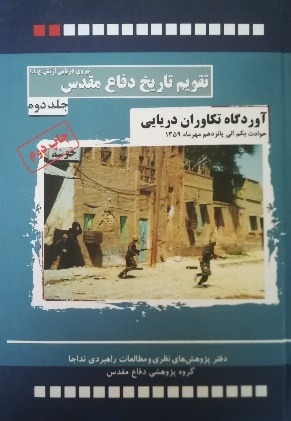 نیروی دریایی ارتش ج.ا.ا
تقویم تاریخ دفاع مقدس
جلد دوم
آوردگاه تکاوران دریایی
حوادث یکم الی پانزدهم مهرماه ۱۳۵۹
چاپ دوم
دفتر پژوهش‌های نظری و مطالعات راهبردی نداجا
گروه پژوهشی دفاع مقدس